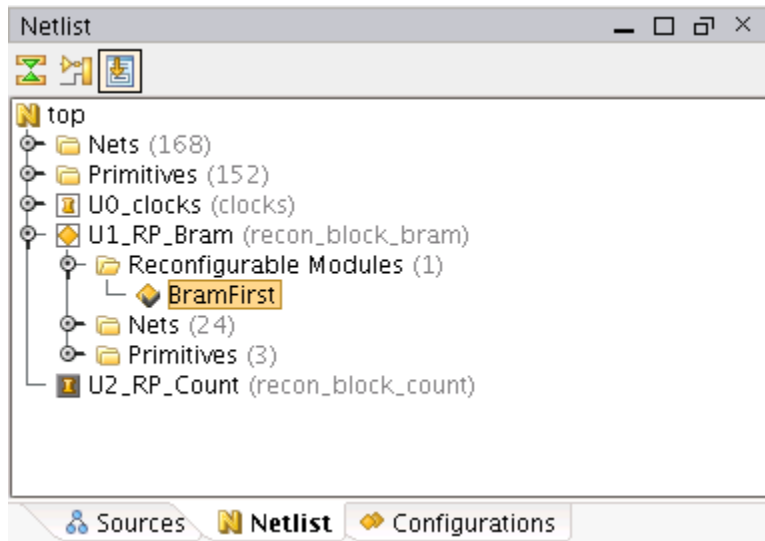 Netlist
top
Nets (168)
Primitives (152)
U0_clocks (clocks)
U1_RP_Bram (recon_block_bram)
Reconfigurable Modules (1)
BramFirst
Nets (24)
Primitives (3)
U2_RP_Count (recon_block_count)
Sources Netlist Configurations